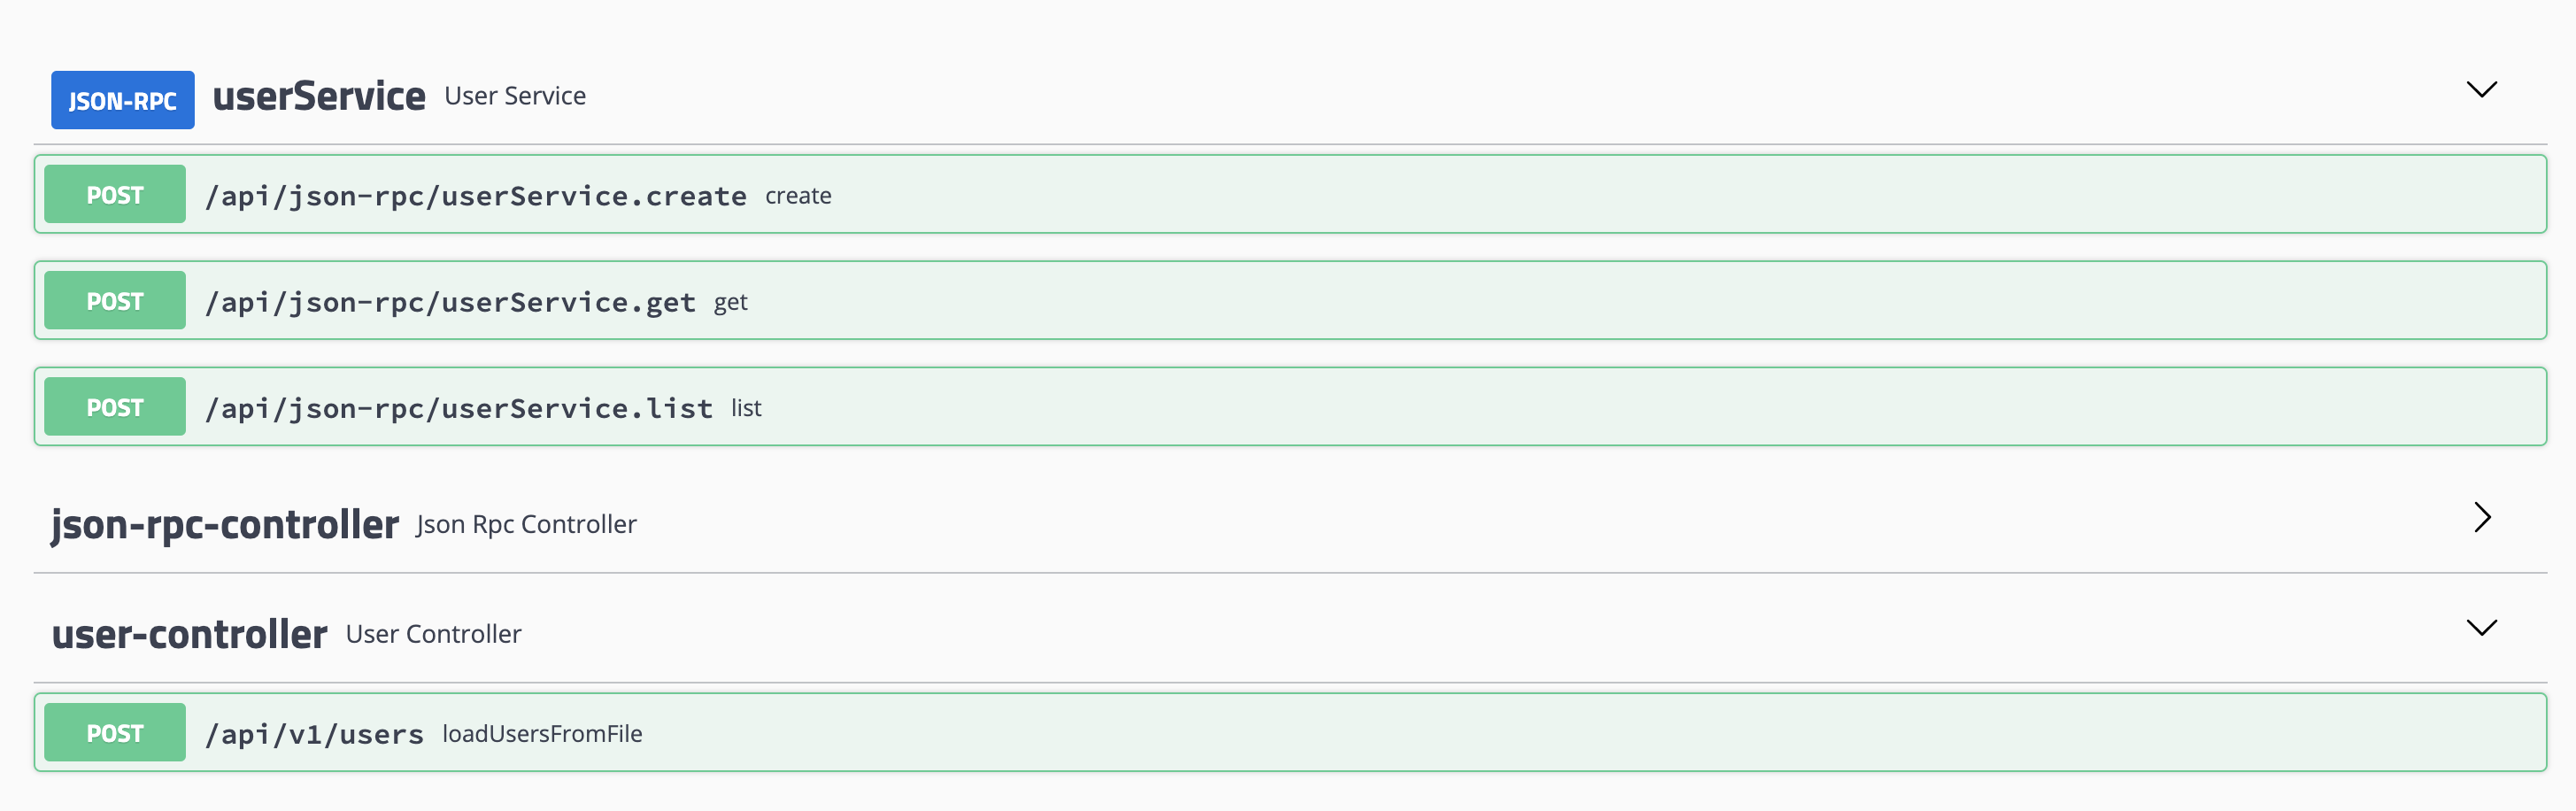 JSON-RPC userService User Service
POST /api/json-rpc/userService.create create
POST /api/json-rpc/userService.get get
POST /api/json-rpc/userService.list list
json-rpc-controller Json Rpc Controller
user-controller User Controller
POST /api/v1/users loadUsersFromFile